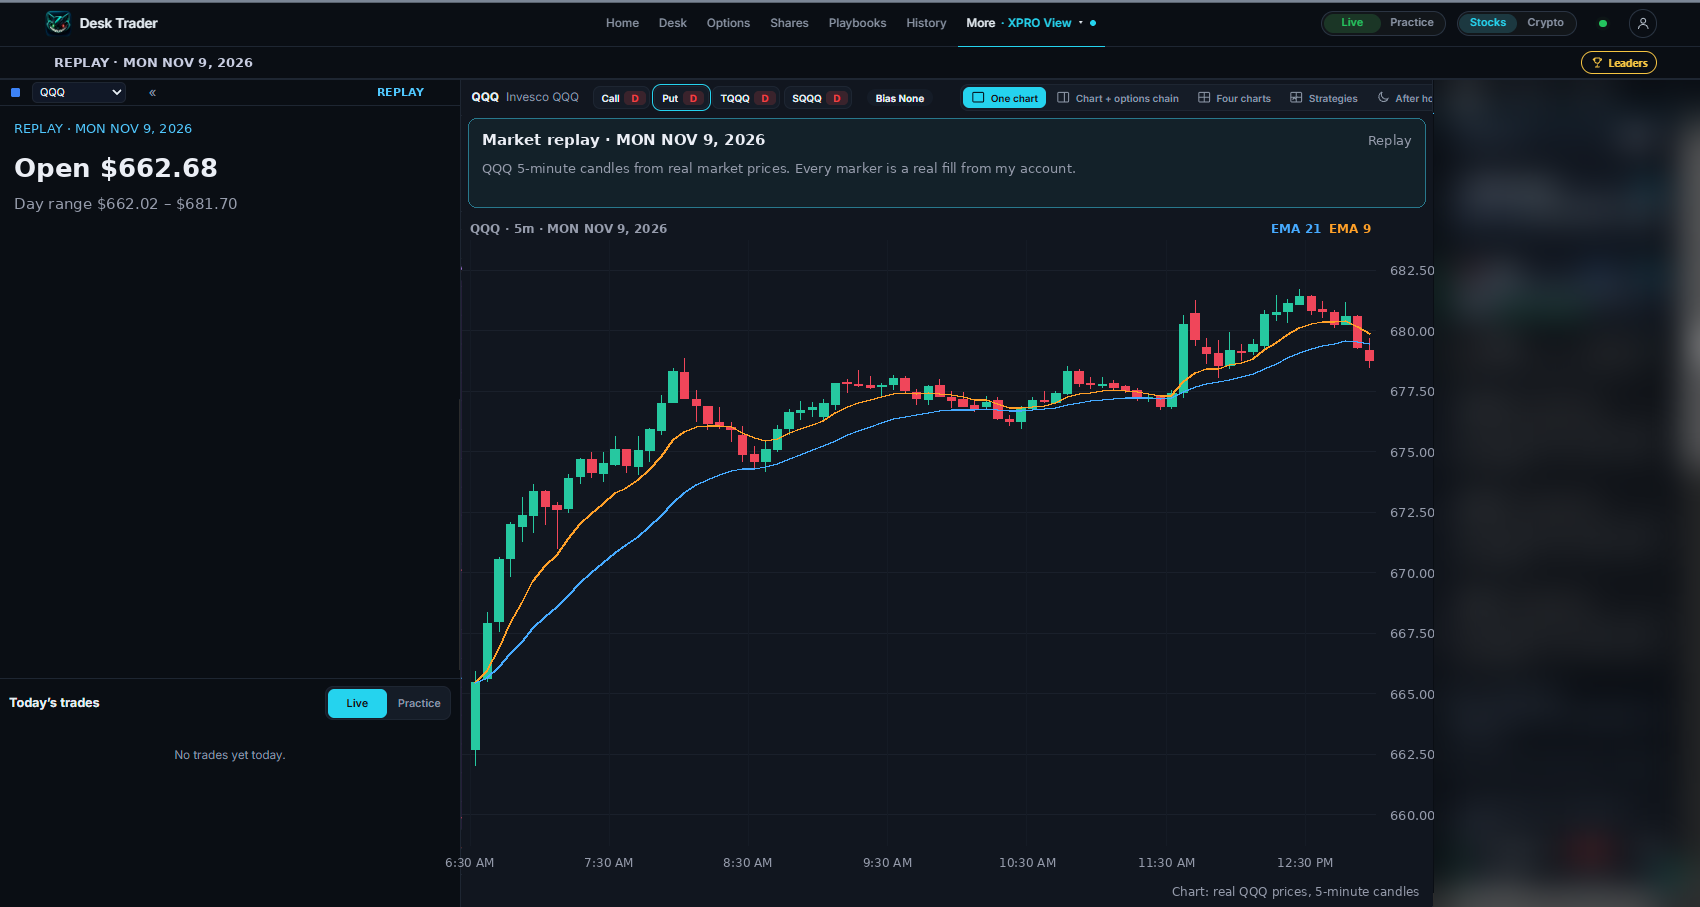 Desk Trader
Home Desk Options Shares Playbooks History More · XPRO View
Live Practice Stocks Crypto
REPLAY · MON NOV 9, 2026
Leaders
QQQ « REPLAY
REPLAY · MON NOV 9, 2026
Open $662.68
Day range $662.02 – $681.70
Today's trades
Live Practice
No trades yet today.
QQQ Invesco QQQ Call D Put D TQQQ D SQQQ D Bias None One chart Chart + options chain Four charts Strategies After ho
Market replay · MON NOV 9, 2026 Replay
QQQ 5-minute candles from real market prices. Every marker is a real fill from my account.
QQQ · 5m · MON NOV 9, 2026 EMA 21 EMA 9
682.50
680.00
677.50
675.00
672.50
670.00
667.50
665.00
662.50
660.00
6:30 AM 7:30 AM 8:30 AM 9:30 AM 10:30 AM 11:30 AM 12:30 PM
Chart: real QQQ prices, 5-minute candles